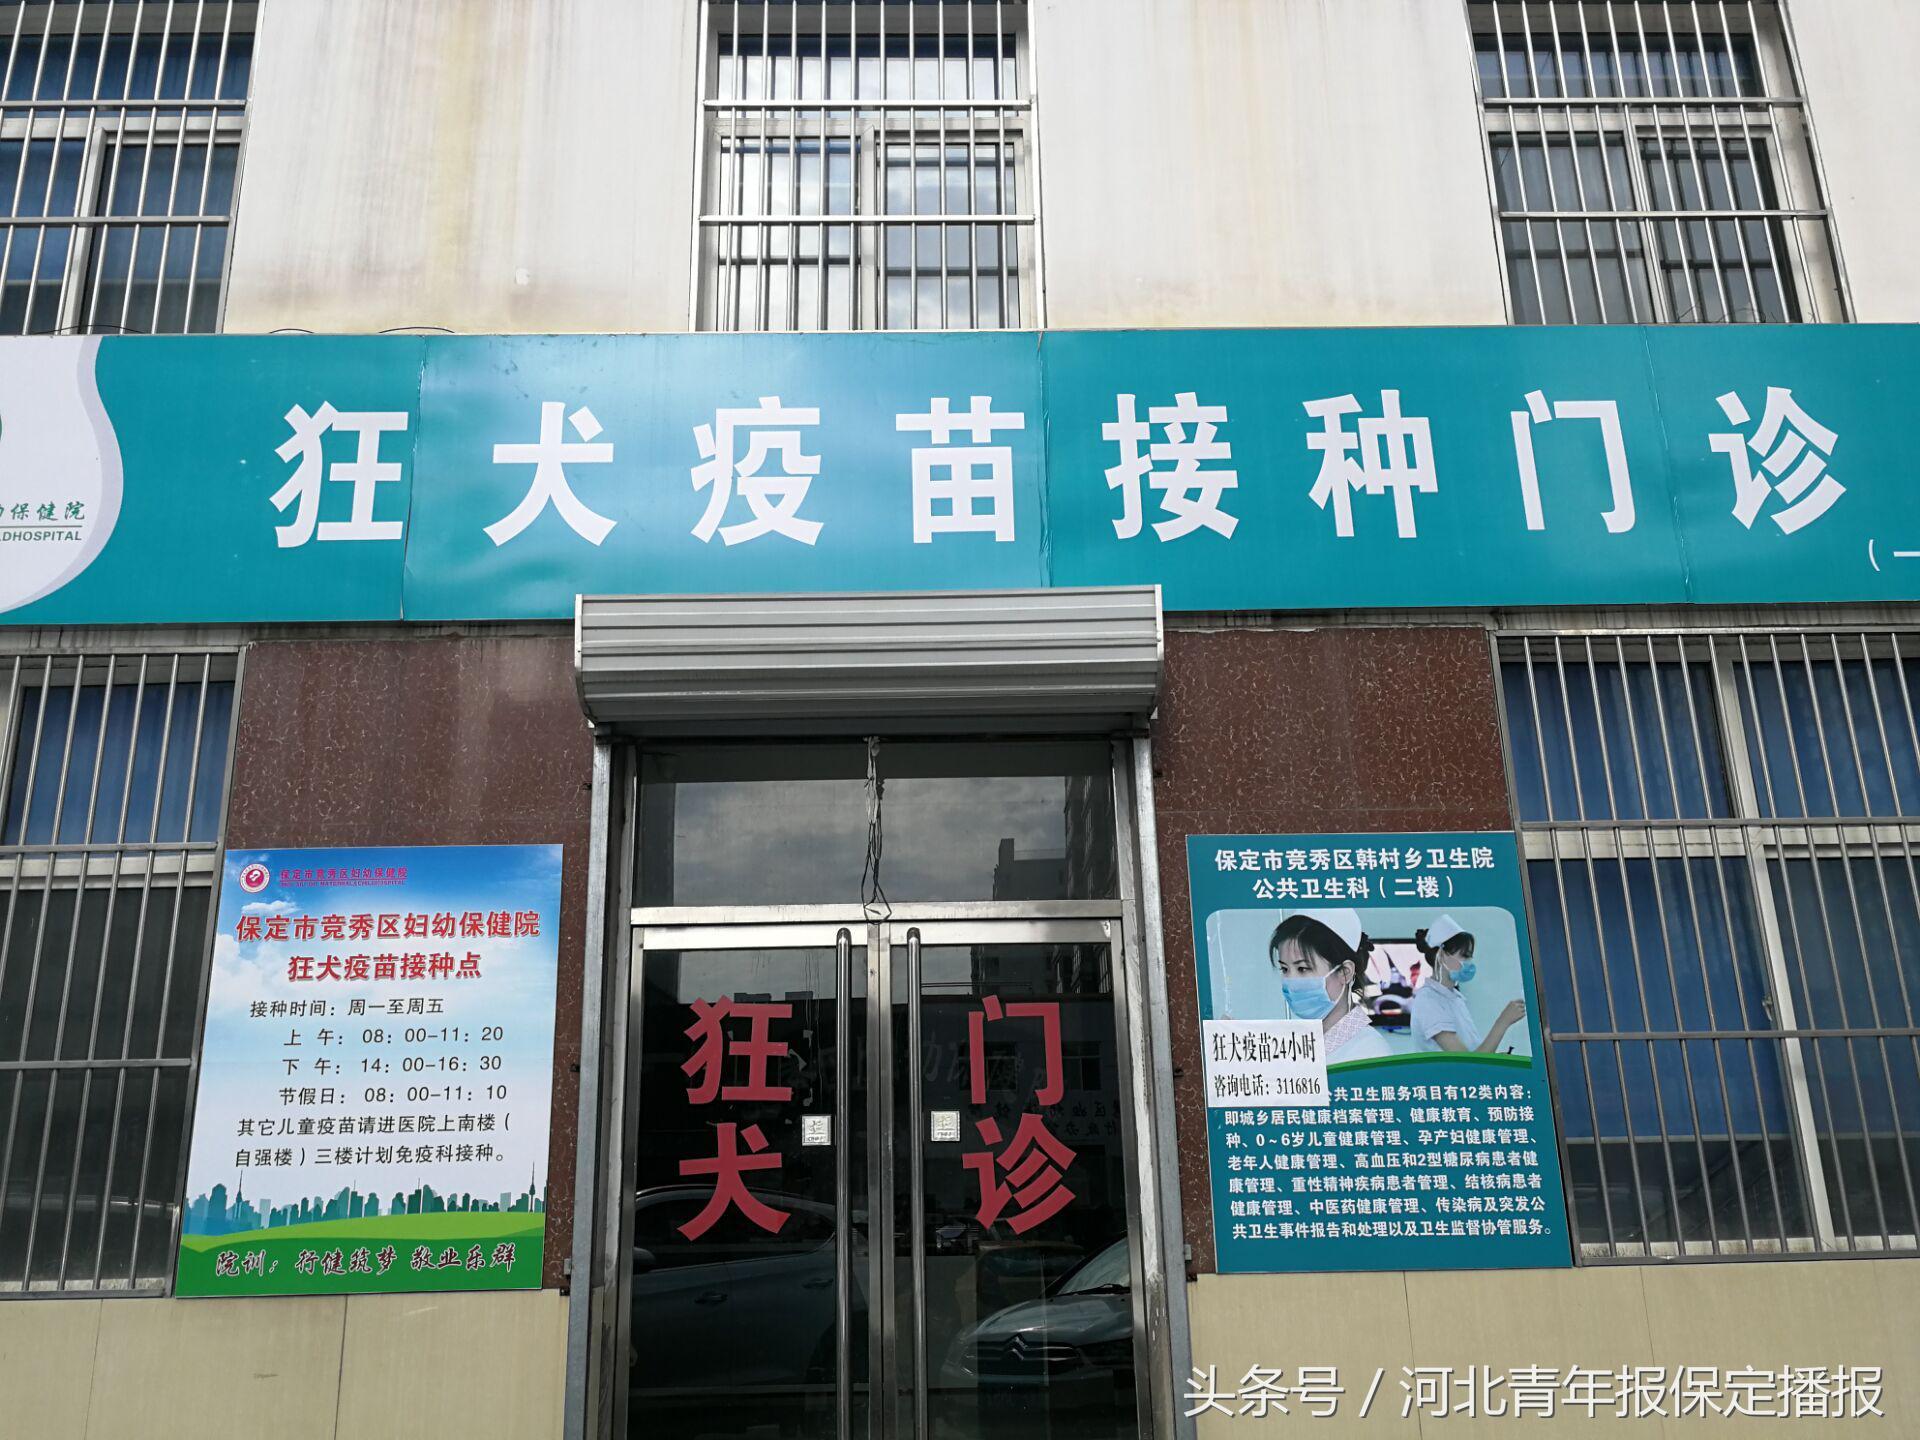 狂犬疫苗接种门诊
保健院
LDHOSPITAL
(一
保定市竞秀区妇幼保健院
保定市竞秀区妇幼保健院
狂犬疫苗接种点
接种时间：周一至周五
上 午： 08：00-11：20
下 午： 14：00-16：30
节假日： 08：00-11：10
其它儿童疫苗请进医院上南楼（
自强楼）三楼计划免疫科接种。
院训：行健筑梦 敬业乐群
狂犬
门诊
保定市竞秀区韩村乡卫生院
公共卫生科（二楼）
狂犬疫苗24小时
咨询电话：3116816
共卫生服务项目有12类内容：
即城乡居民健康档案管理、健康教育、预防接
种、0～6岁儿童健康管理、孕产妇健康管理、
老年人健康管理、高血压和2型糖尿病患者健
康管理、重性精神疾病患者管理、结核病患者
健康管理、中医药健康管理、传染病及突发公
共卫生事件报告和处理以及卫生监督协管服务。
头条号 / 河北青年报保定播报